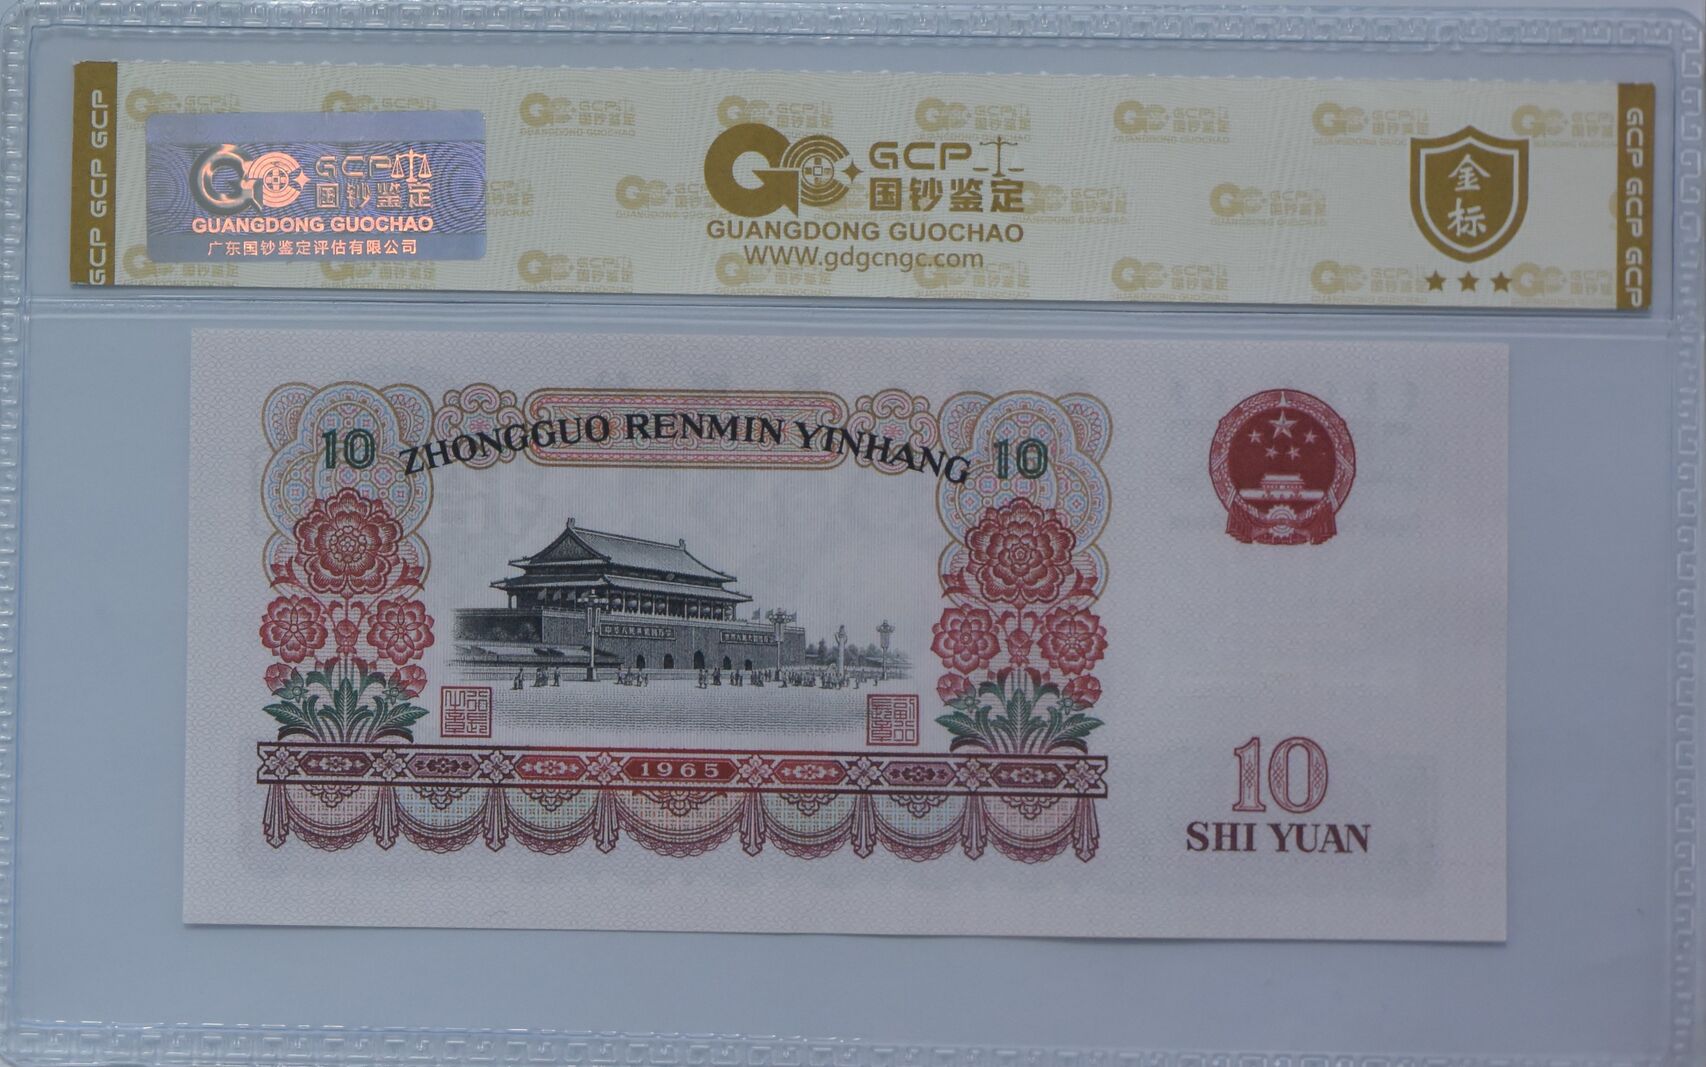 GCP GCP GCP
GCP
国钞鉴定
GUANGDONG GUOCHAO
广东国钞鉴定评估有限公司
GCP
国钞鉴定
GUANGDONG GUOCHAO
WWW.gdgcngc.com
金标
GCP GCP GCP
10
ZHONGGUO RENMIN YINHANG
10
1965
10
SHI YUAN